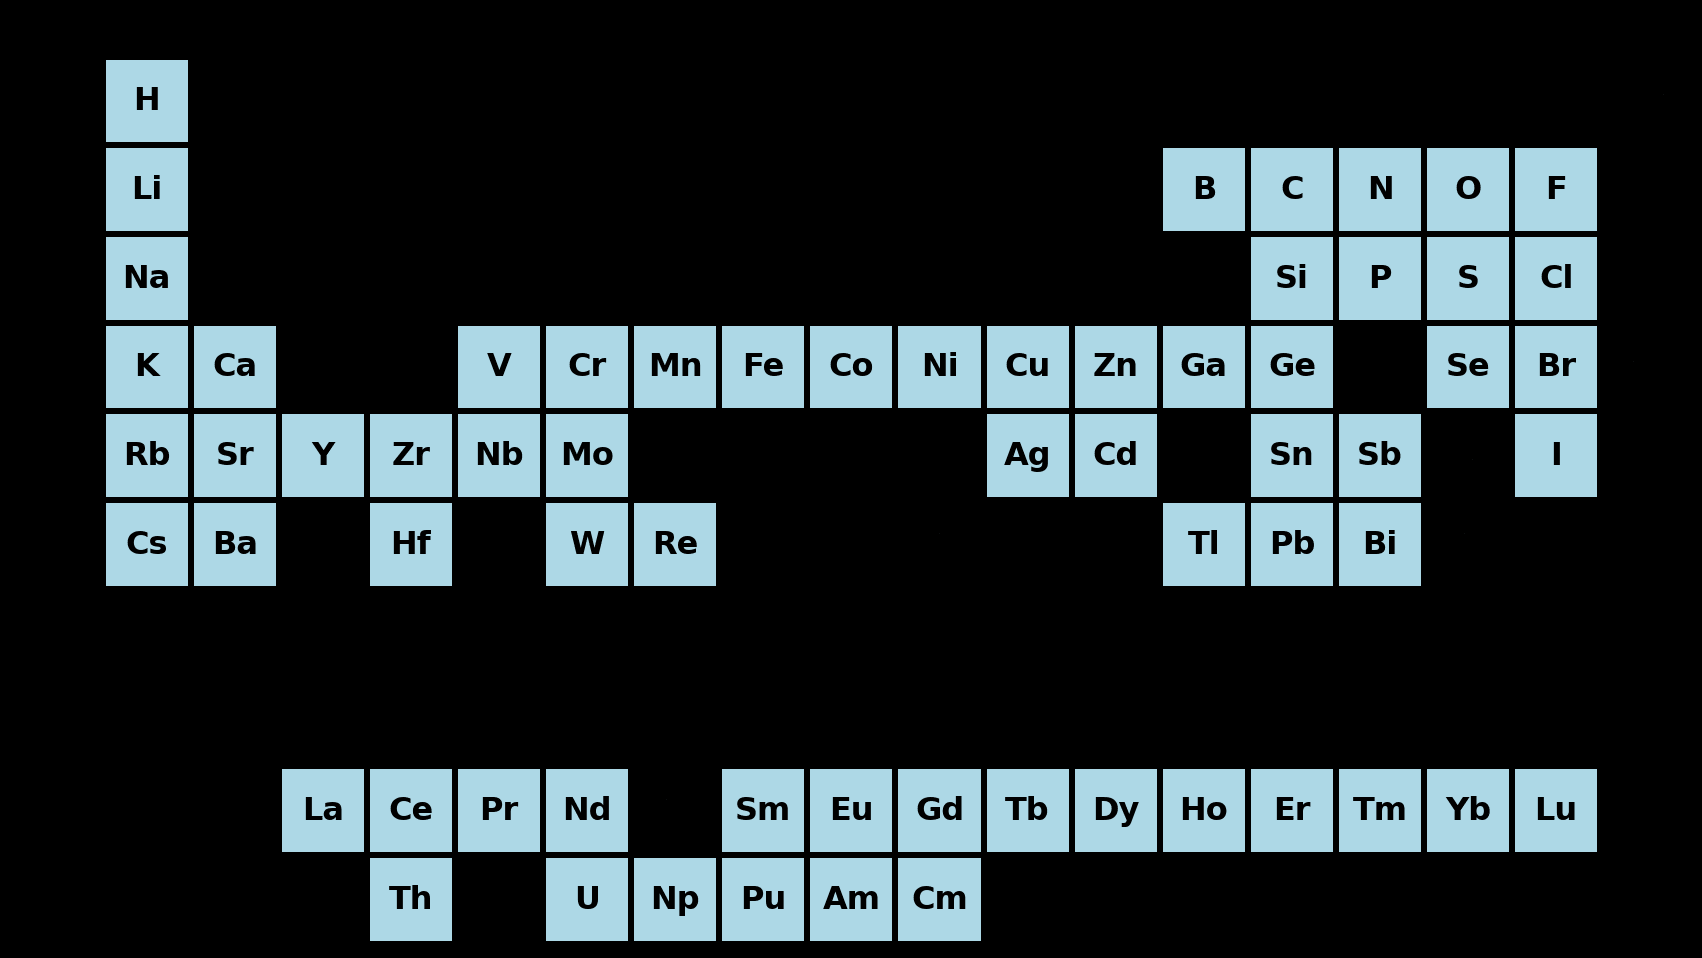 H
Li B C N O F
Na Si P S Cl
K Ca V Cr Mn Fe Co Ni Cu Zn Ga Ge Se Br
Rb Sr Y Zr Nb Mo Ag Cd Sn Sb I
Cs Ba Hf W Re Tl Pb Bi
La Ce Pr Nd Sm Eu Gd Tb Dy Ho Er Tm Yb Lu
Th U Np Pu Am Cm